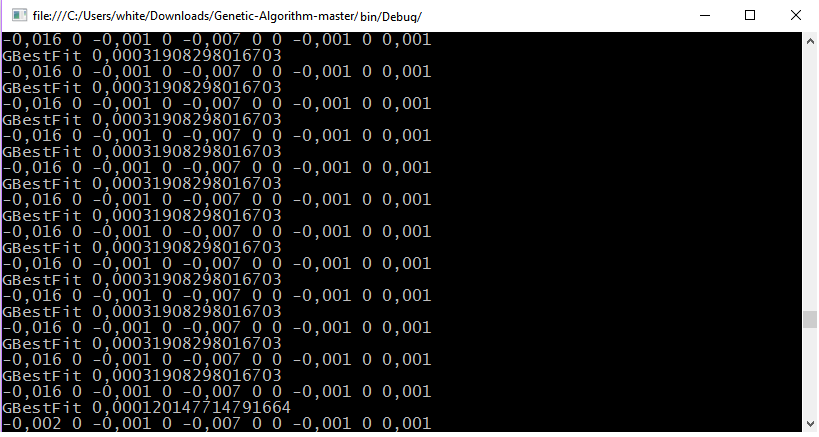 file:///C:/Users/white/Downloads/Genetic-Algorithm-master/bin/Debug/
-0,016 0 -0,001 0 -0,007 0 0 -0,001 0 0,001
GBestFit 0,00031908298016703
-0,016 0 -0,001 0 -0,007 0 0 -0,001 0 0,001
GBestFit 0,00031908298016703
-0,016 0 -0,001 0 -0,007 0 0 -0,001 0 0,001
GBestFit 0,00031908298016703
-0,016 0 -0,001 0 -0,007 0 0 -0,001 0 0,001
GBestFit 0,00031908298016703
-0,016 0 -0,001 0 -0,007 0 0 -0,001 0 0,001
GBestFit 0,00031908298016703
-0,016 0 -0,001 0 -0,007 0 0 -0,001 0 0,001
GBestFit 0,00031908298016703
-0,016 0 -0,001 0 -0,007 0 0 -0,001 0 0,001
GBestFit 0,00031908298016703
-0,016 0 -0,001 0 -0,007 0 0 -0,001 0 0,001
GBestFit 0,00031908298016703
-0,016 0 -0,001 0 -0,007 0 0 -0,001 0 0,001
GBestFit 0,00031908298016703
-0,016 0 -0,001 0 -0,007 0 0 -0,001 0 0,001
GBestFit 0,00031908298016703
-0,016 0 -0,001 0 -0,007 0 0 -0,001 0 0,001
GBestFit 0,00031908298016703
-0,016 0 -0,001 0 -0,007 0 0 -0,001 0 0,001
GBestFit 0,000120147714791664
-0,002 0 -0,001 0 -0,007 0 0 -0,001 0 0,001